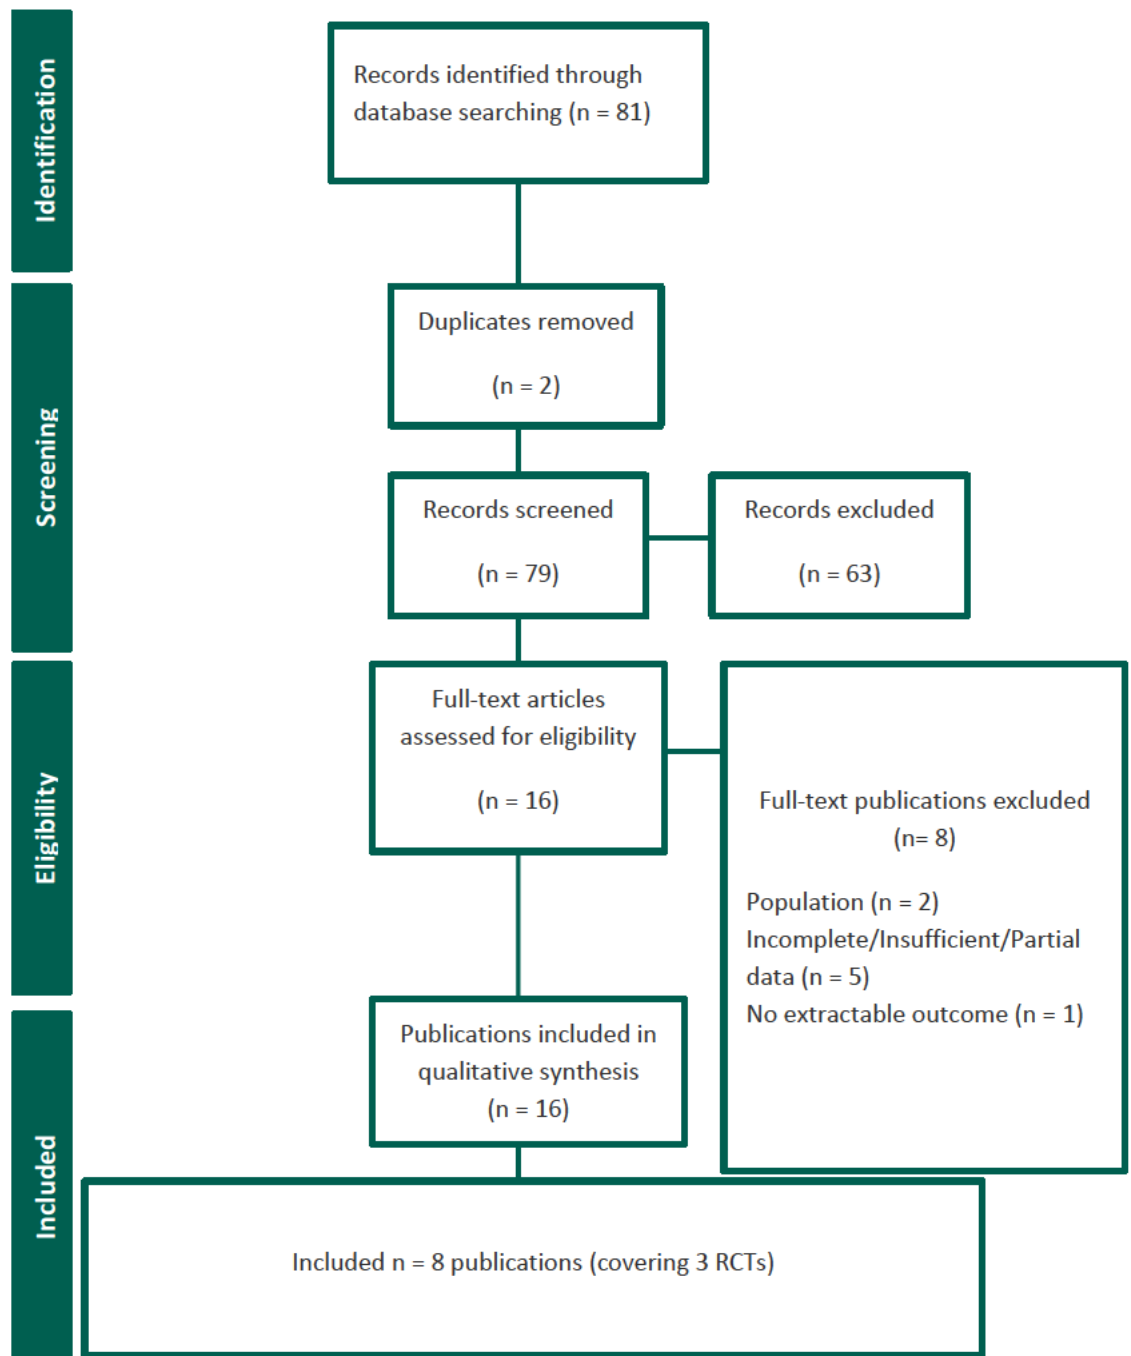 Identification
Records identified through
database searching (n = 81)
Screening
Duplicates removed
(n = 2)
Records screened
(n = 79)
Records excluded
(n = 63)
Eligibility
Full-text articles
assessed for eligibility
(n = 16)
Full-text publications excluded
(n= 8)
Population (n = 2)
Incomplete/Insufficient/Partial
data (n = 5)
No extractable outcome (n = 1)
Included
Publications included in
qualitative synthesis
(n = 16)
Included n = 8 publications (covering 3 RCTs)